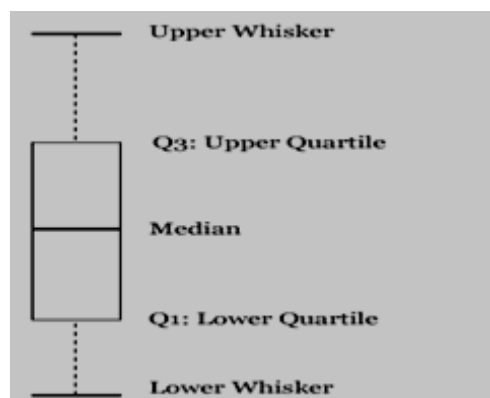 Upper Whisker
Q3: Upper Quartile
Median
Q1: Lower Quartile
Lower Whisker